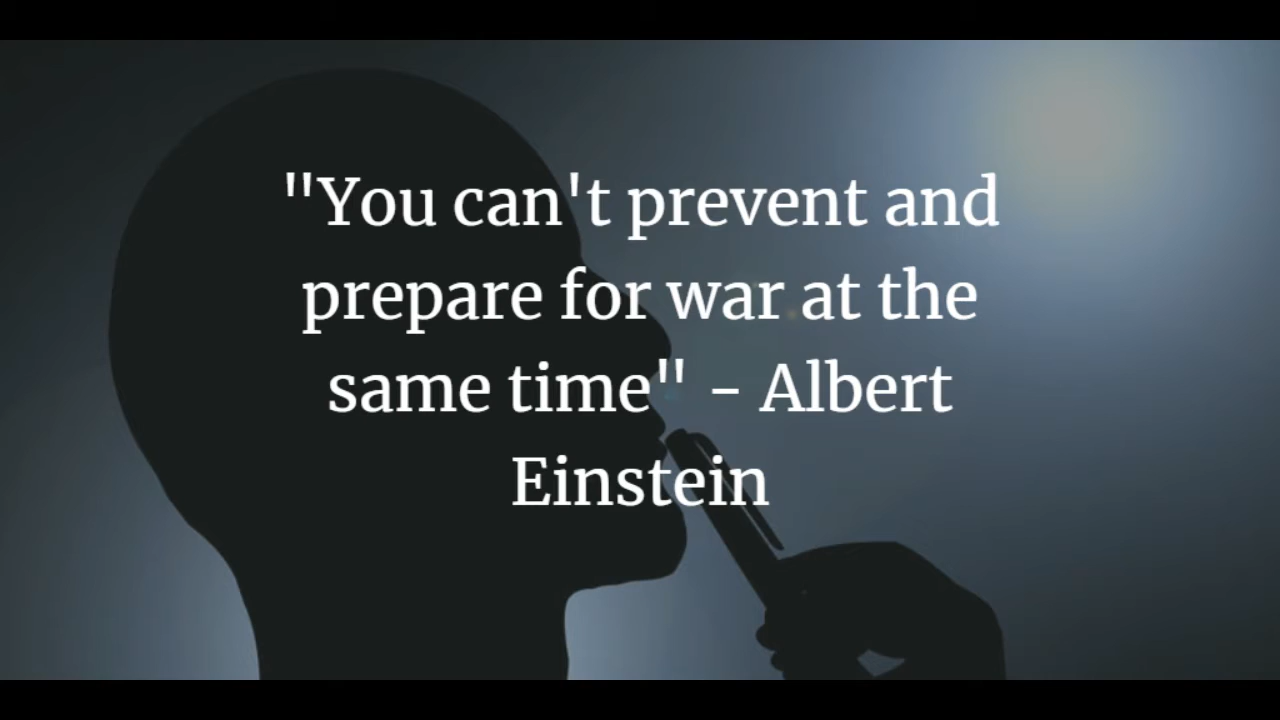 "You can't prevent and
prepare for war at the
same time" - Albert
Einstein